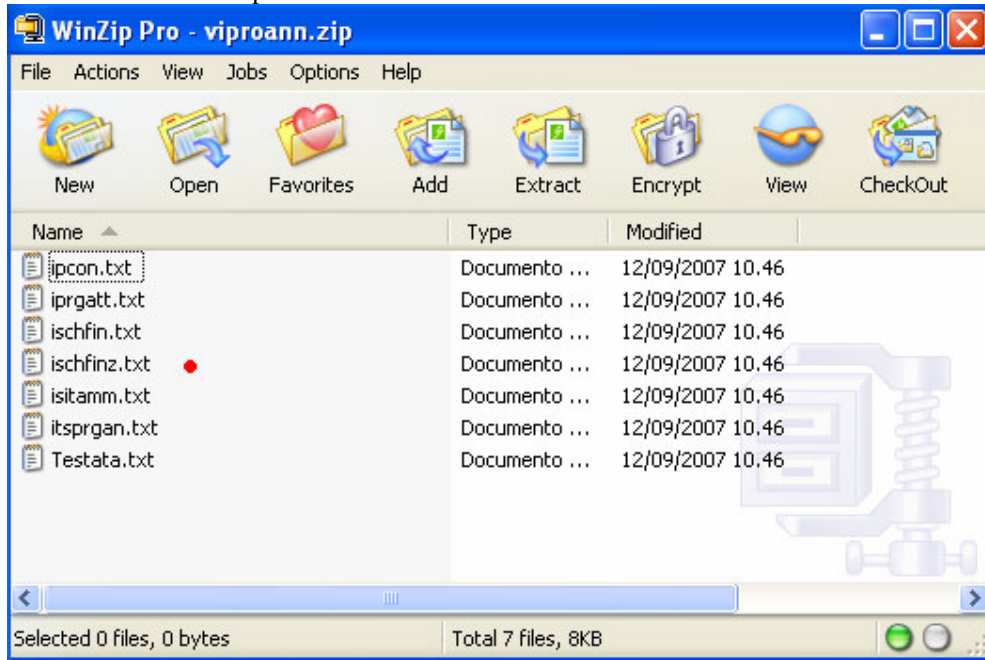 WinZip Pro - viproann.zip
File Actions View Jobs Options Help
New Open Favorites Add Extract Encrypt View CheckOut
Name Type Modified
ipcon.txt Documento ... 12/09/2007 10.46
iprgatt.txt Documento ... 12/09/2007 10.46
ischfin.txt Documento ... 12/09/2007 10.46
ischfinz.txt Documento ... 12/09/2007 10.46
isitamm.txt Documento ... 12/09/2007 10.46
itsprgan.txt Documento ... 12/09/2007 10.46
Testata.txt Documento ... 12/09/2007 10.46
Selected 0 files, 0 bytes Total 7 files, 8KB